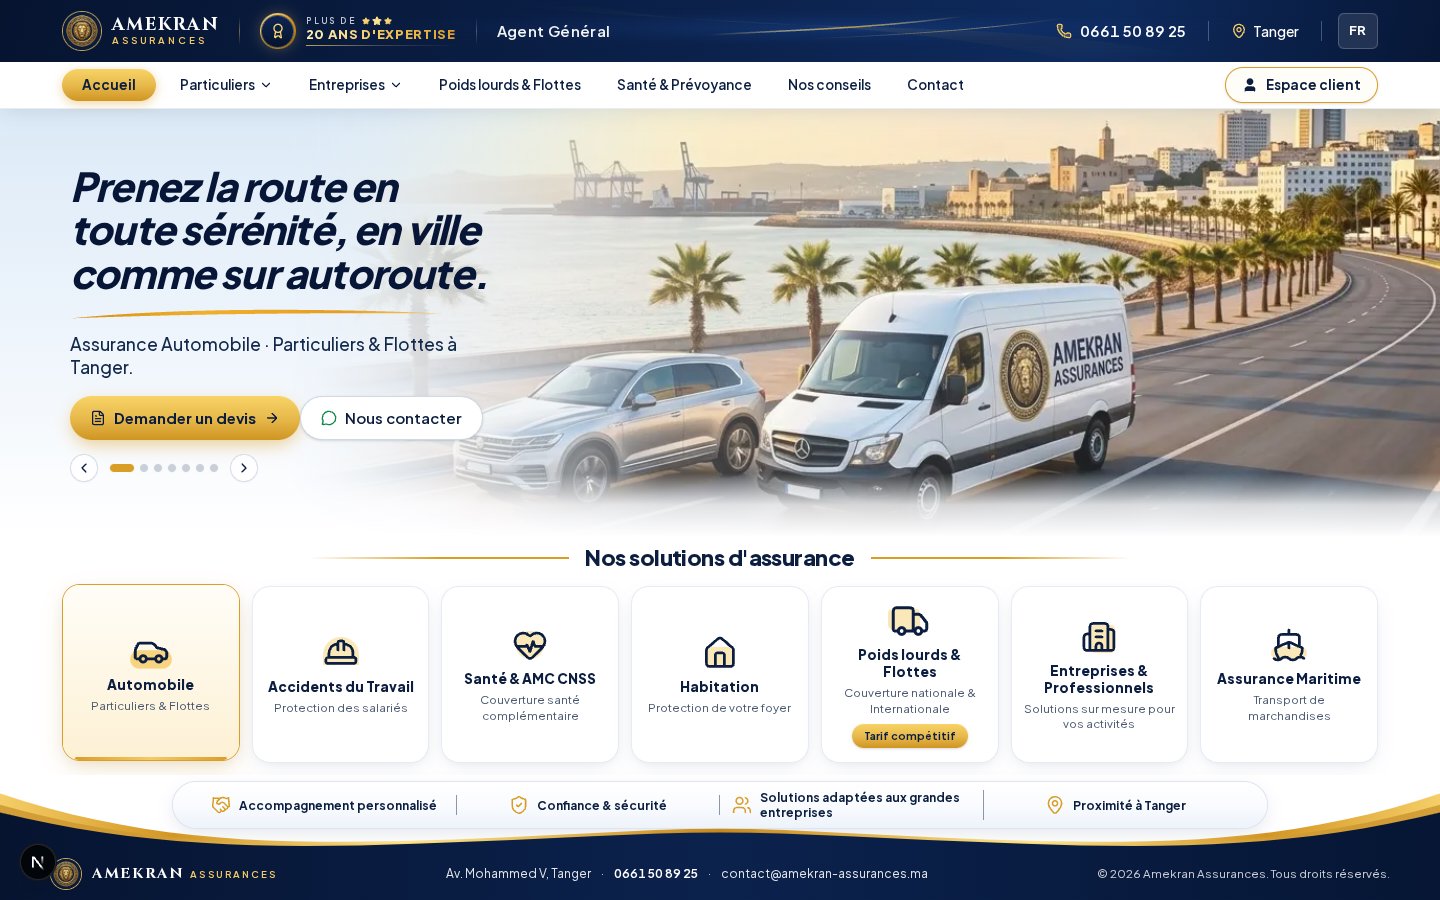 AMEKRAN
ASSURANCES
PLUS DE
20 ANS D'EXPERTISE
Agent Général
0661 50 89 25
Tanger
FR
Accueil
Particuliers
Entreprises
Poids lourds & Flottes
Santé & Prévoyance
Nos conseils
Contact
Espace client
Prenez la route en
toute sérénité, en ville
comme sur autoroute.
Assurance Automobile · Particuliers & Flottes à
Tanger.
Demander un devis
Nous contacter
AMEKRAN
ASSURANCES
Nos solutions d'assurance
Automobile
Particuliers & Flottes
Accidents du Travail
Protection des salariés
Santé & AMC CNSS
Couverture santé
complémentaire
Habitation
Protection de votre foyer
Poids lourds &
Flottes
Couverture nationale &
Internationale
Tarif compétitif
Entreprises &
Professionnels
Solutions sur mesure pour
vos activités
Assurance Maritime
Transport de
marchandises
Accompagnement personnalisé
Confiance & sécurité
Solutions adaptées aux grandes
entreprises
Proximité à Tanger
N
AMEKRAN ASSURANCES
Av. Mohammed V, Tanger · 0661 50 89 25 · contact@amekran-assurances.ma
© 2026 Amekran Assurances. Tous droits réservés.